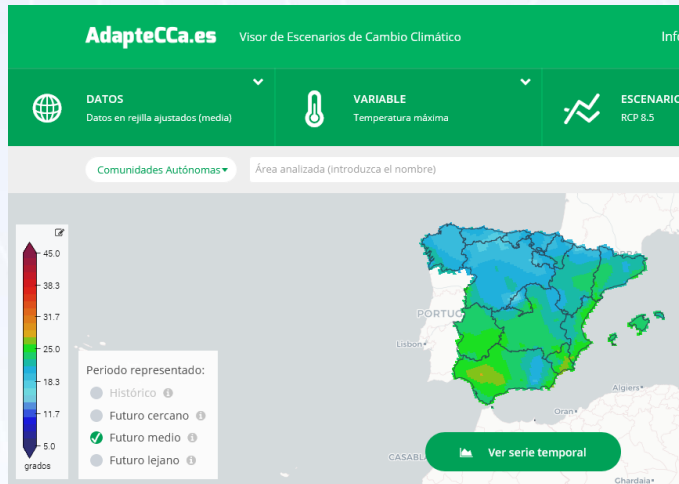 AdapteCCa.es
Visor de Escenarios de Cambio Climático
DATOS
Datos en rejilla ajustados (media)
VARIABLE
Temperatura máxima
ESCENARIO
RCP 8.5
Comunidades Autónomas
Área analizada (introduzca el nombre)
45.0
38.3
31.7
25.0
18.3
11.7
5.0
grados
Periodo representado:
Histórico
Futuro cercano
Futuro medio
Futuro lejano
Lisbon
Algiers
Oran
Ver serie temporal
Ghardaia